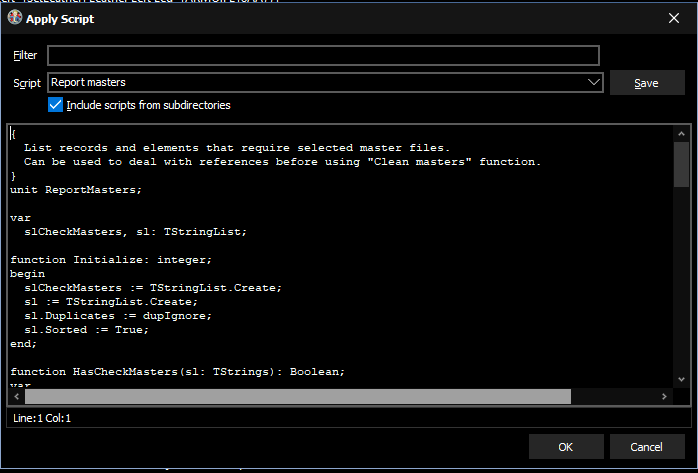 Apply Script
Filter
Script Report masters Save
Include scripts from subdirectories
{
  List records and elements that require selected master files.
  Can be used to deal with references before using "Clean masters" function.
}
unit ReportMasters;

var
  slCheckMasters, sl: TStringList;

function Initialize: integer;
begin
  slCheckMasters := TStringList.Create;
  sl := TStringList.Create;
  sl.Duplicates := dupIgnore;
  sl.Sorted := True;
end;

function HasCheckMasters(sl: TStrings): Boolean;
var
Line:1 Col:1
OK Cancel